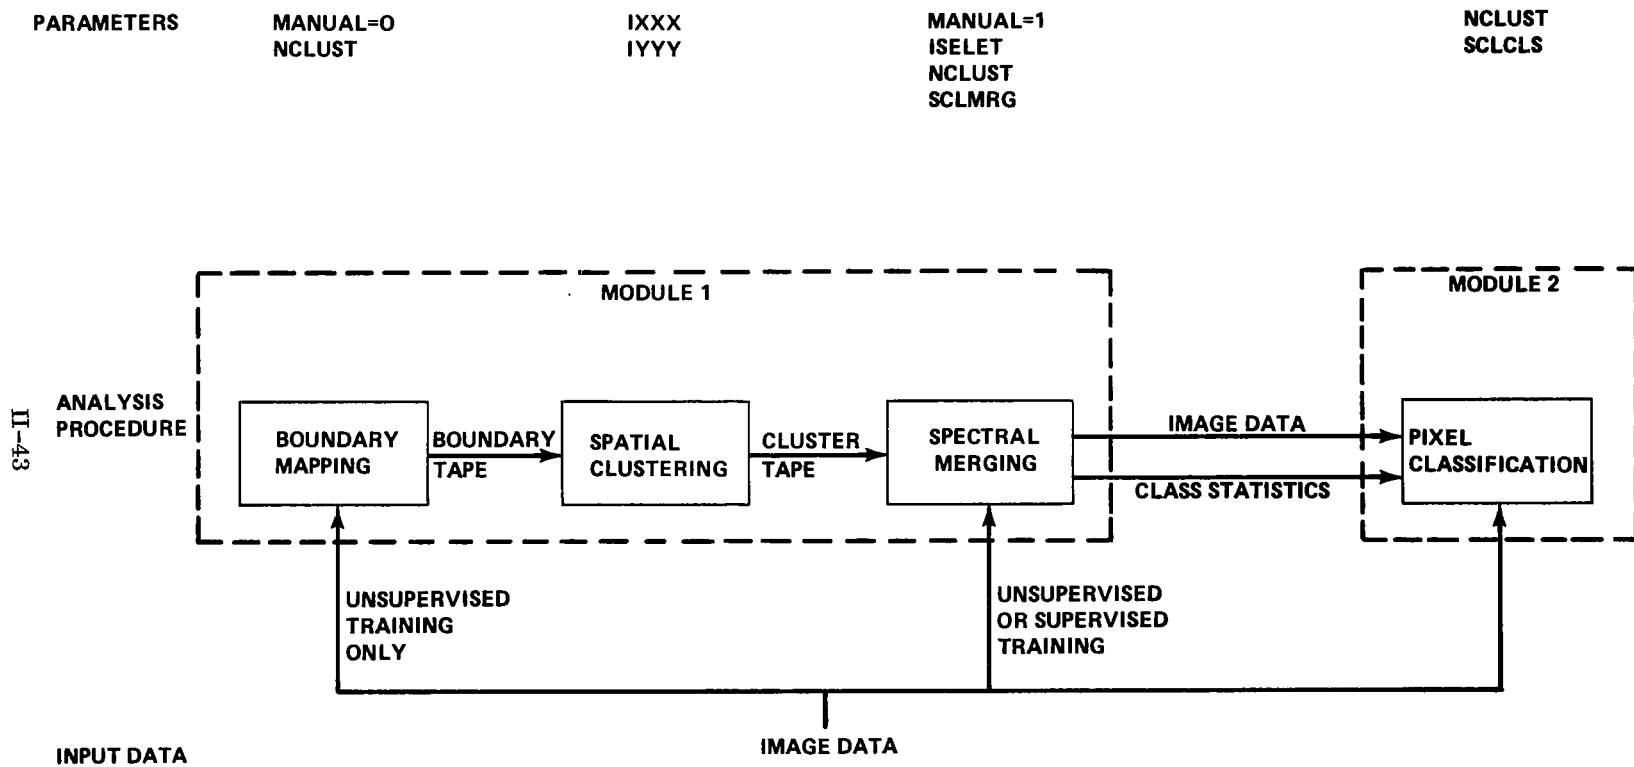 PARAMETERS
MANUAL=0
NCLUST
IXXX
IYYY
MANUAL=1
ISELET
NCLUST
SCLMRG
NCLUST
SCLCLS
MODULE 1
MODULE 2
II-43
ANALYSIS
PROCEDURE
BOUNDARY
MAPPING
BOUNDARY
TAPE
SPATIAL
CLUSTERING
CLUSTER
TAPE
SPECTRAL
MERGING
IMAGE DATA
CLASS STATISTICS
PIXEL
CLASSIFICATION
UNSUPERVISED
TRAINING
ONLY
UNSUPERVISED
OR SUPERVISED
TRAINING
INPUT DATA
IMAGE DATA